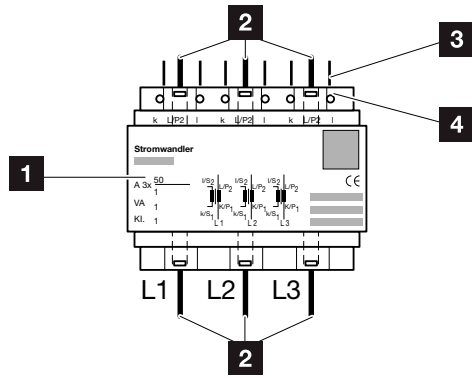 2
3
4
k L/P2 l k L/P2 l k L/P2 l
Stromwandler
1
A 3x 50
1
VA 1
Kl. 1
l/S2 L/P2 l/S2 L/P2 l/S2 L/P2
k/S1 K/P1 k/S1 K/P1 k/S1 K/P1
L1 L2 L3
CE
L1 L2 L3
2